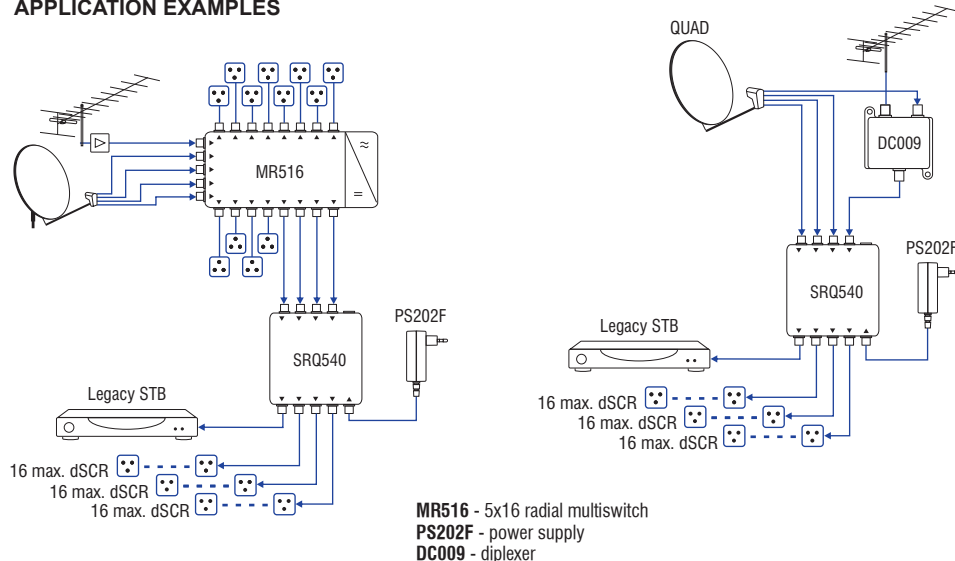 APPLICATION EXAMPLES
MR516
≈
=
SRQ540
PS202F
Legacy STB
16 max. dSCR
16 max. dSCR
16 max. dSCR
QUAD
DC009
SRQ540
PS202F
Legacy STB
16 max. dSCR
16 max. dSCR
16 max. dSCR
MR516 - 5x16 radial multiswitch
PS202F - power supply
DC009 - diplexer